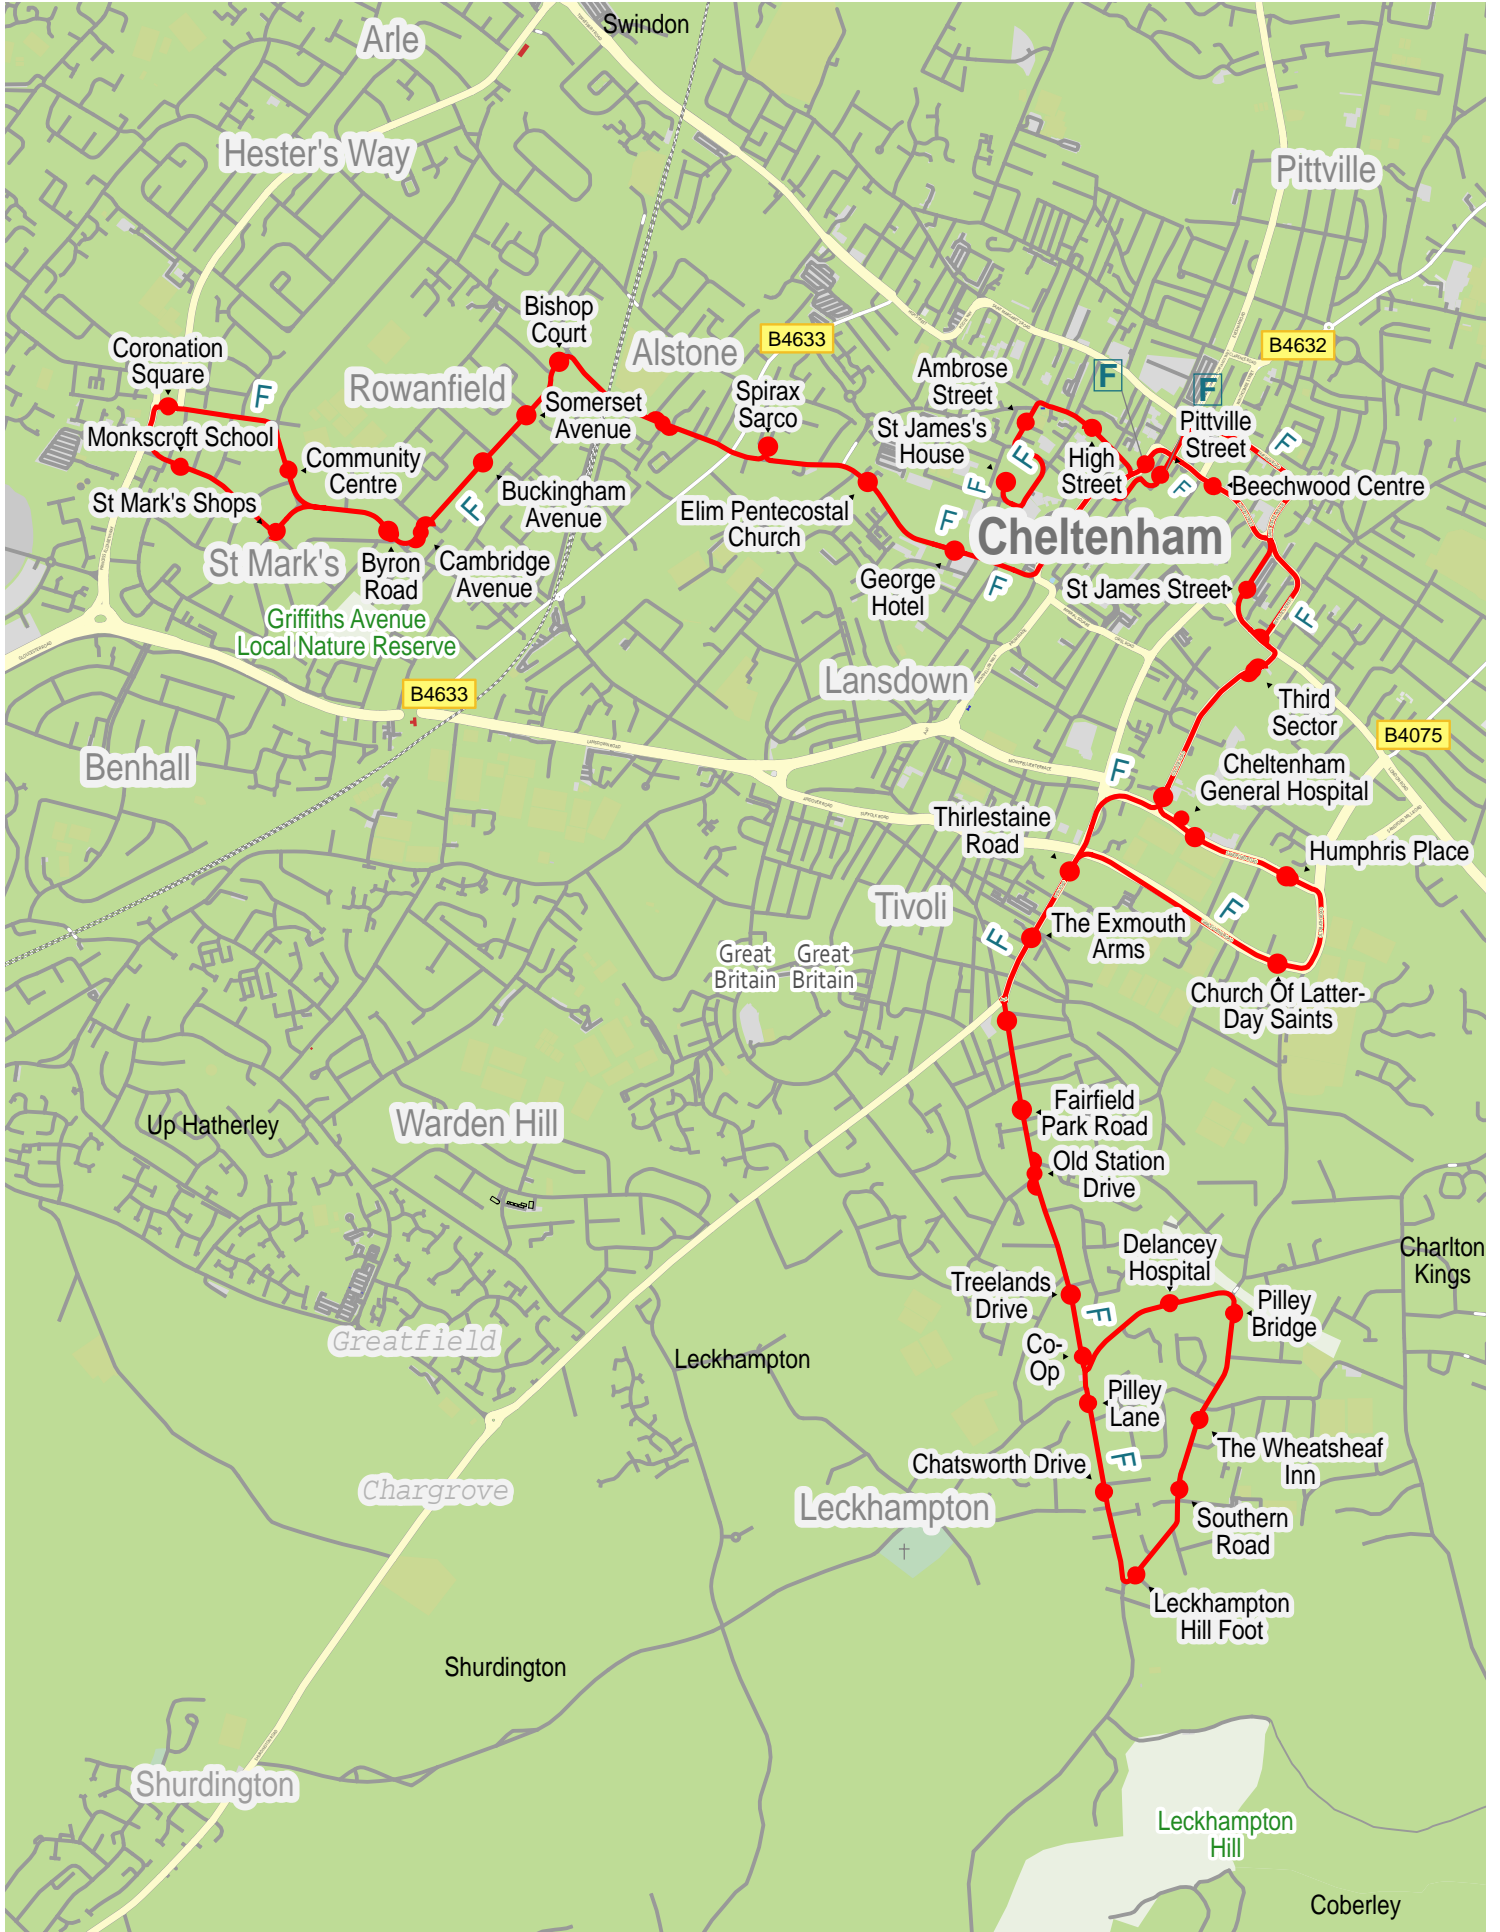 Swindon
Arle
Hester's Way
Pittville
Bishop
Court
B4633
B4632
Coronation
Square
Alstone
Ambrose
Street
F
F
F
Rowanfield
Spirax
Sarco
Somerset
Avenue
St James's
House
Pittville
Street
F
Monkscroft School
Community
Centre
High
Street
F
F
F
Beechwood Centre
St Mark's Shops
F
Buckingham
Avenue
Elim Pentecostal
Church
F
Cheltenham
St Mark's
Byron
Road
Cambridge
Avenue
George
Hotel
F
St James Street
F
Griffiths Avenue
Local Nature Reserve
B4633
Lansdown
Third
Sector
B4075
Benhall
F
Cheltenham
General Hospital
Thirlestaine
Road
Humphris Place
Tivoli
F
F
The Exmouth
Arms
Great
Britain
Great
Britain
Church Of Latter-
Day Saints
Up Hatherley
Warden Hill
Fairfield
Park Road
Old Station
Drive
Delancey
Hospital
Charlton
Kings
Treelands
Drive
F
Pilley
Bridge
Greatfield
Leckhampton
Co-
Op
Pilley
Lane
F
The Wheatsheaf
Inn
Chargrove
Chatsworth Drive
Leckhampton
Southern
Road
Leckhampton
Hill Foot
Shurdington
Shurdington
Leckhampton
Hill
Coberley